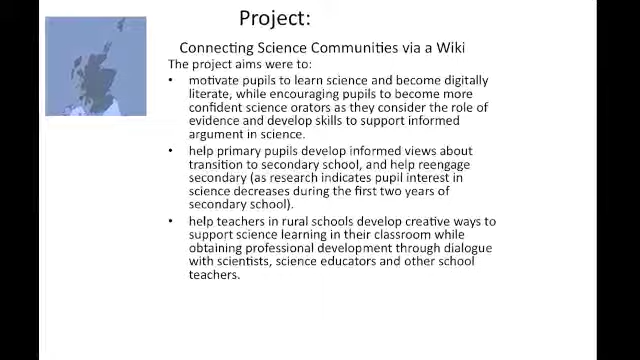 Project:
Connecting Science Communities via a Wiki
The project aims were to:
• motivate pupils to learn science and become digitally
literate, while encouraging pupils to become more
confident science orators as they consider the role of
evidence and develop skills to support informed
argument in science.
• help primary pupils develop informed views about
transition to secondary school, and help reengage
secondary (as research indicates pupil interest in
science decreases during the first two years of
secondary school).
• help teachers in rural schools develop creative ways to
support science learning in their classroom while
obtaining professional development through dialogue
with scientists, science educators and other school
teachers.